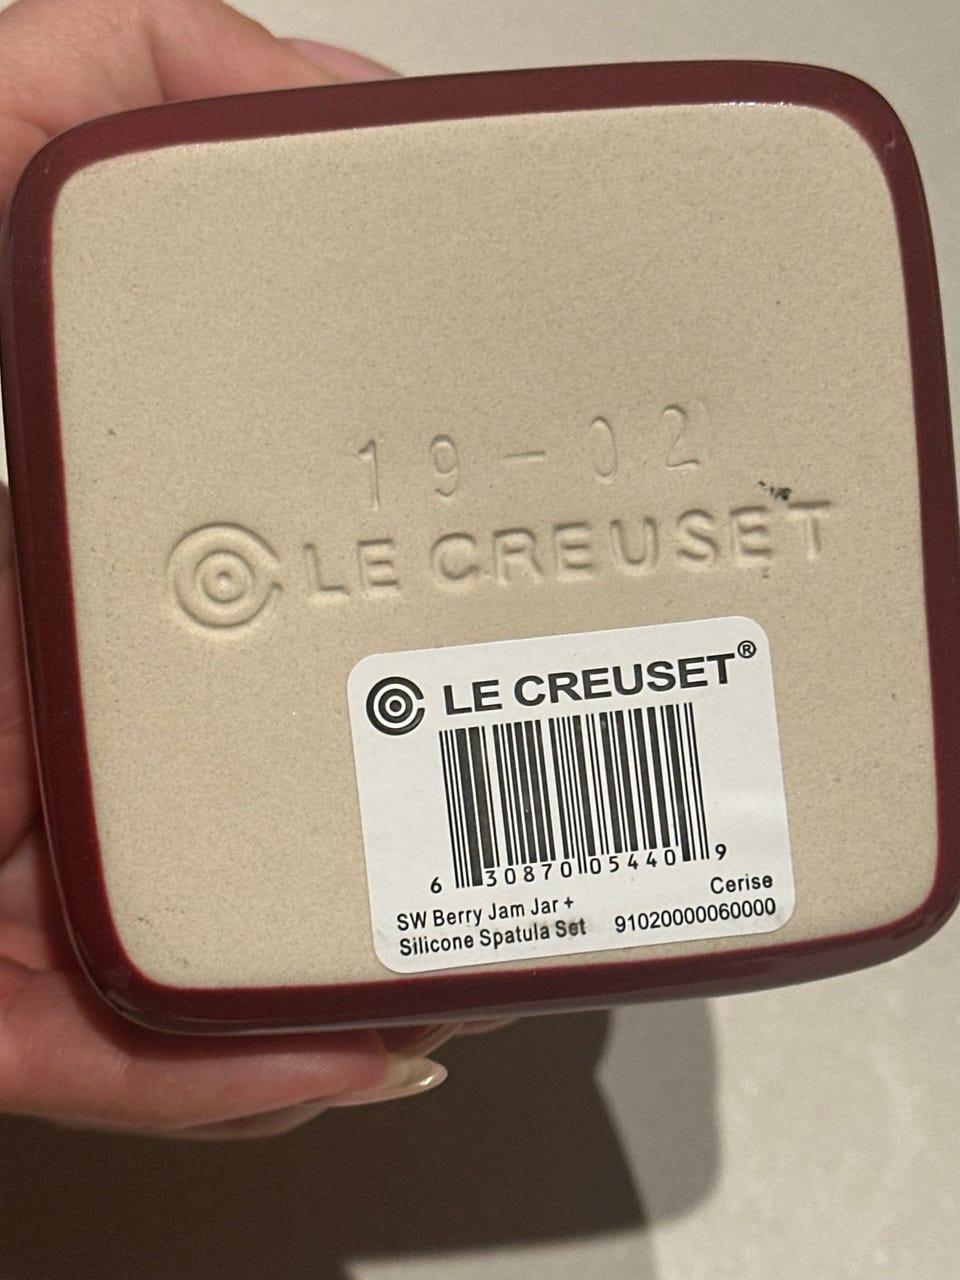 19-02
LE CREUSET
LE CREUSET®
6 30870 05440 9
Cerise
SW Berry Jam Jar +
Silicone Spatula Set
91020000060000